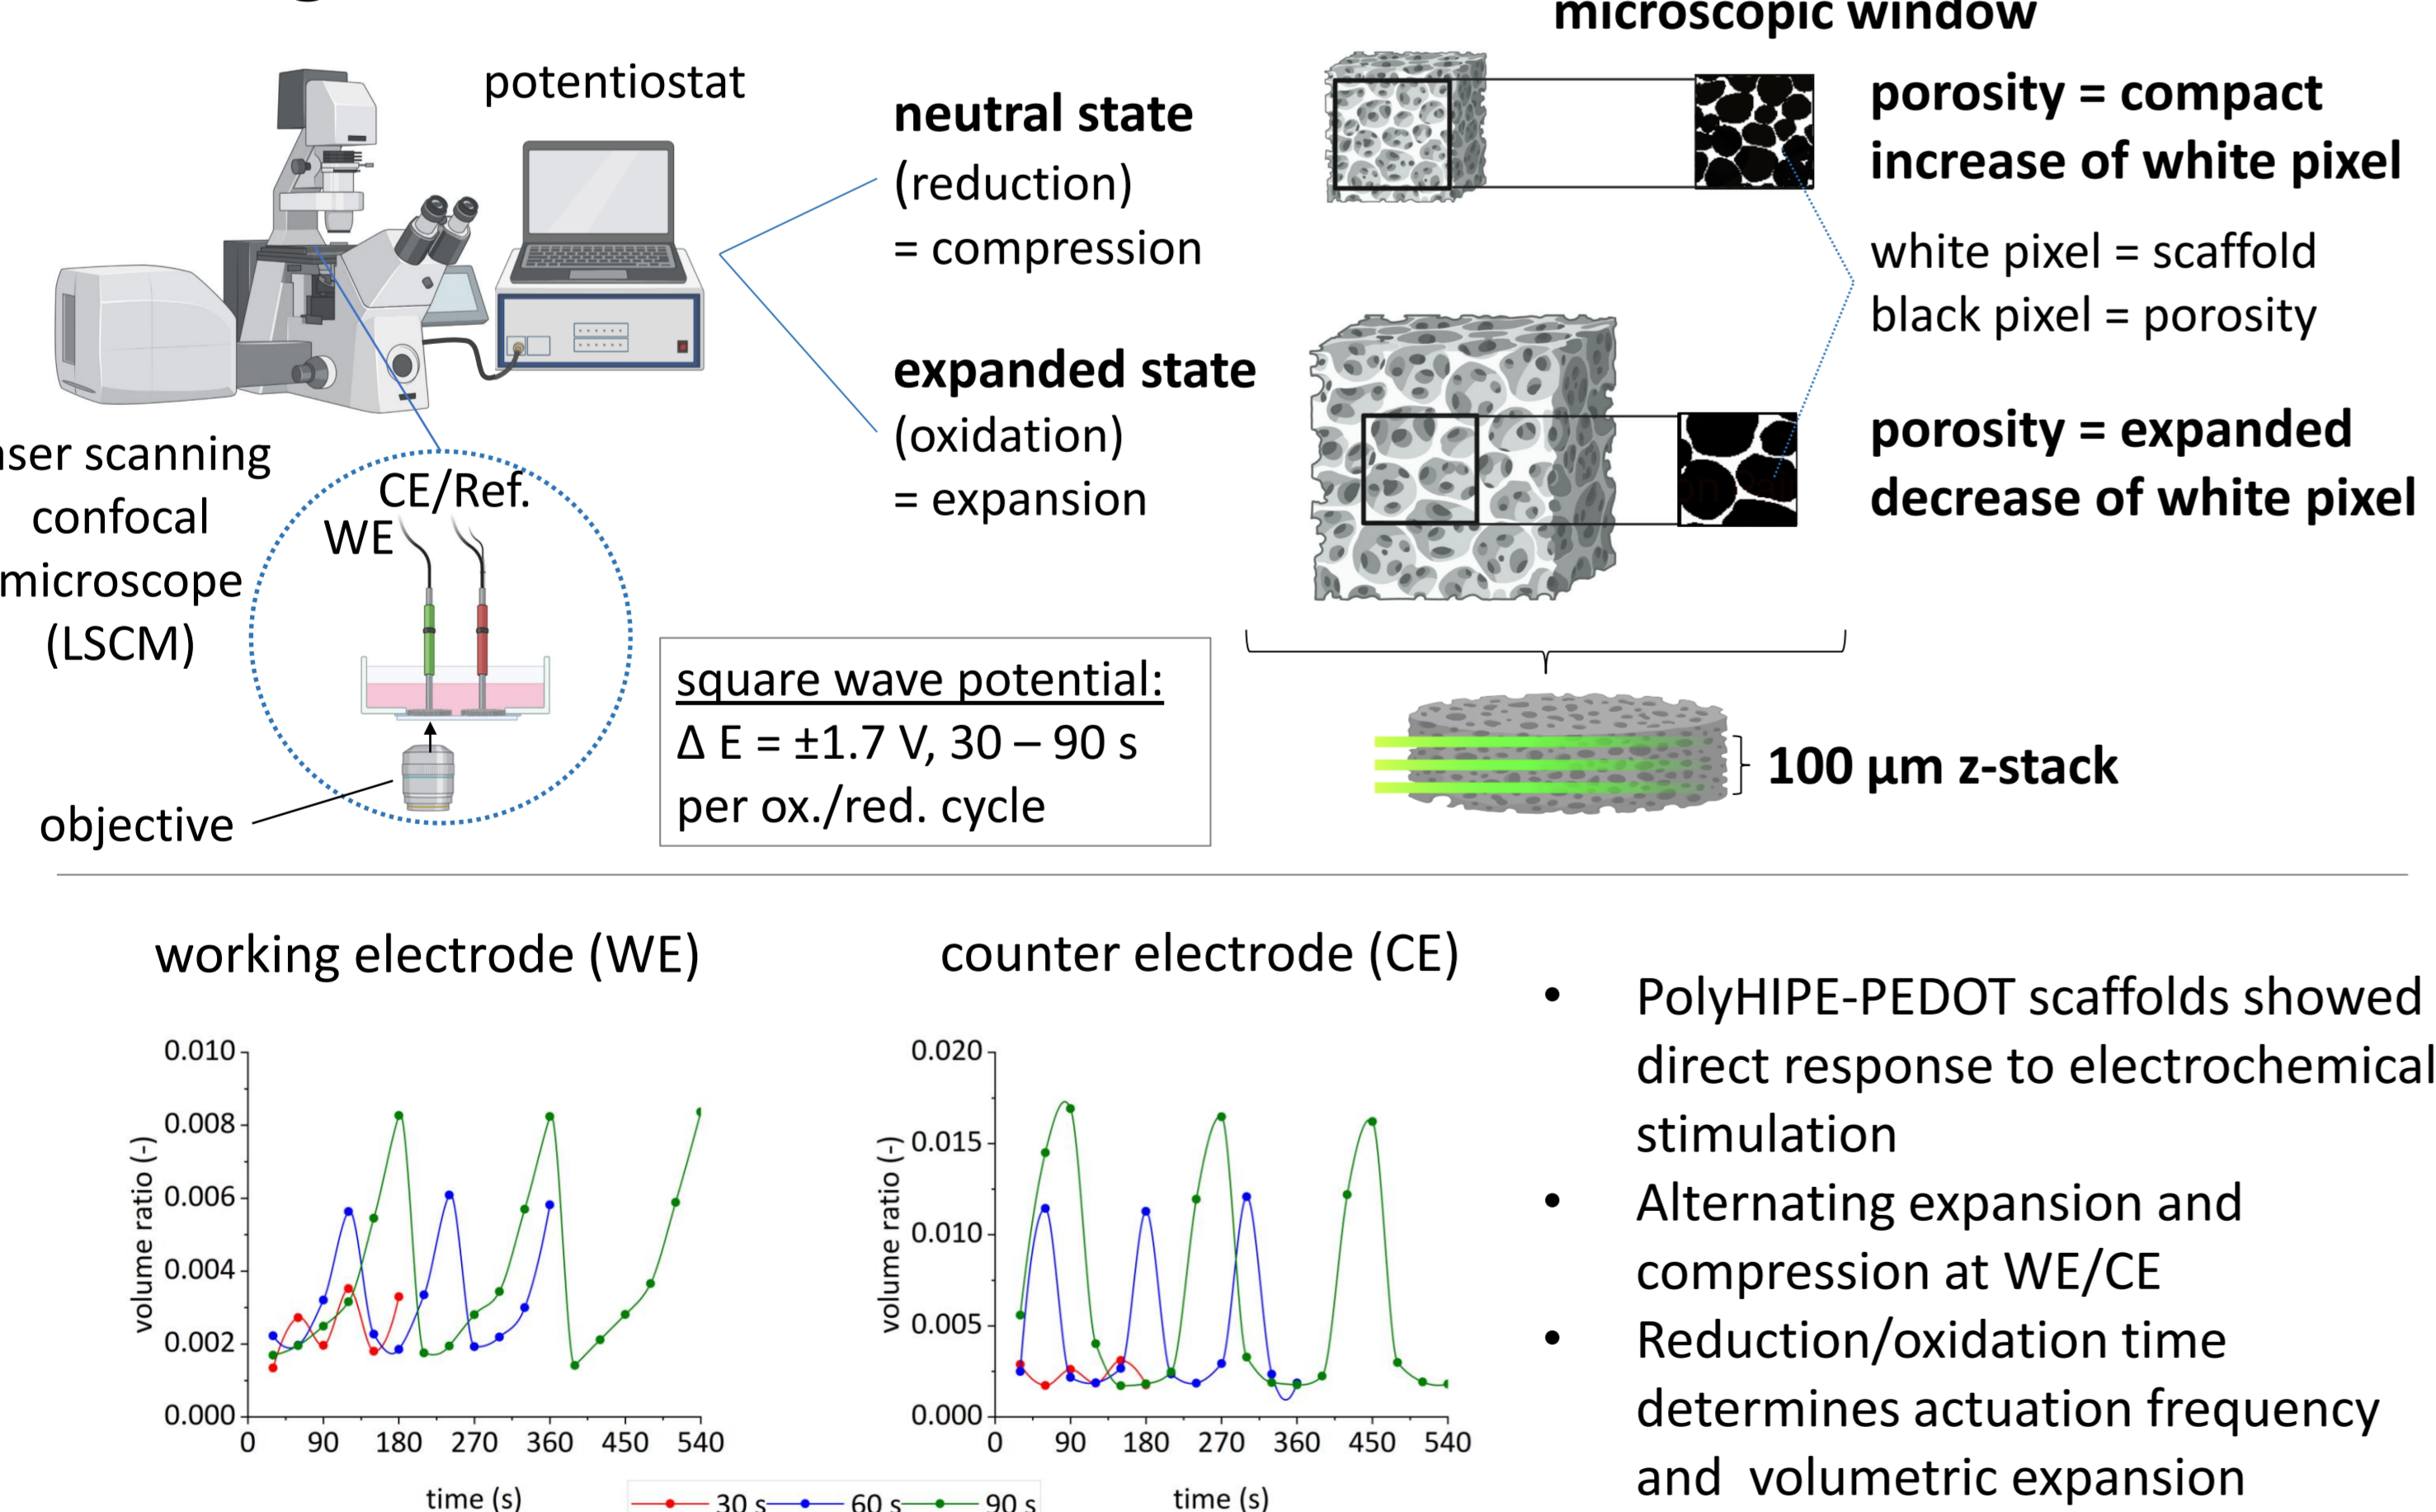 microscopic window
potentiostat
neutral state
(reduction)
= compression
expanded state
(oxidation)
= expansion
porosity = compact
increase of white pixel
white pixel = scaffold
black pixel = porosity
porosity = expanded
decrease of white pixel
scanning
confocal
microscope
(LSCM)
CE/Ref.
WE
objective
square wave potential:
Δ E = ±1.7 V, 30 – 90 s
per ox./red. cycle
100 μm z-stack
working electrode (WE)
volume ratio (-)
0.010
0.008
0.006
0.004
0.002
0.000
0 90 180 270 360 450 540
time (s)
counter electrode (CE)
volume ratio (-)
0.020
0.015
0.010
0.005
0.000
0 90 180 270 360 450 540
time (s)
30 s 60 s 90 s
• PolyHIPE-PEDOT scaffolds showed
direct response to electrochemical
stimulation
• Alternating expansion and
compression at WE/CE
• Reduction/oxidation time
determines actuation frequency
and volumetric expansion